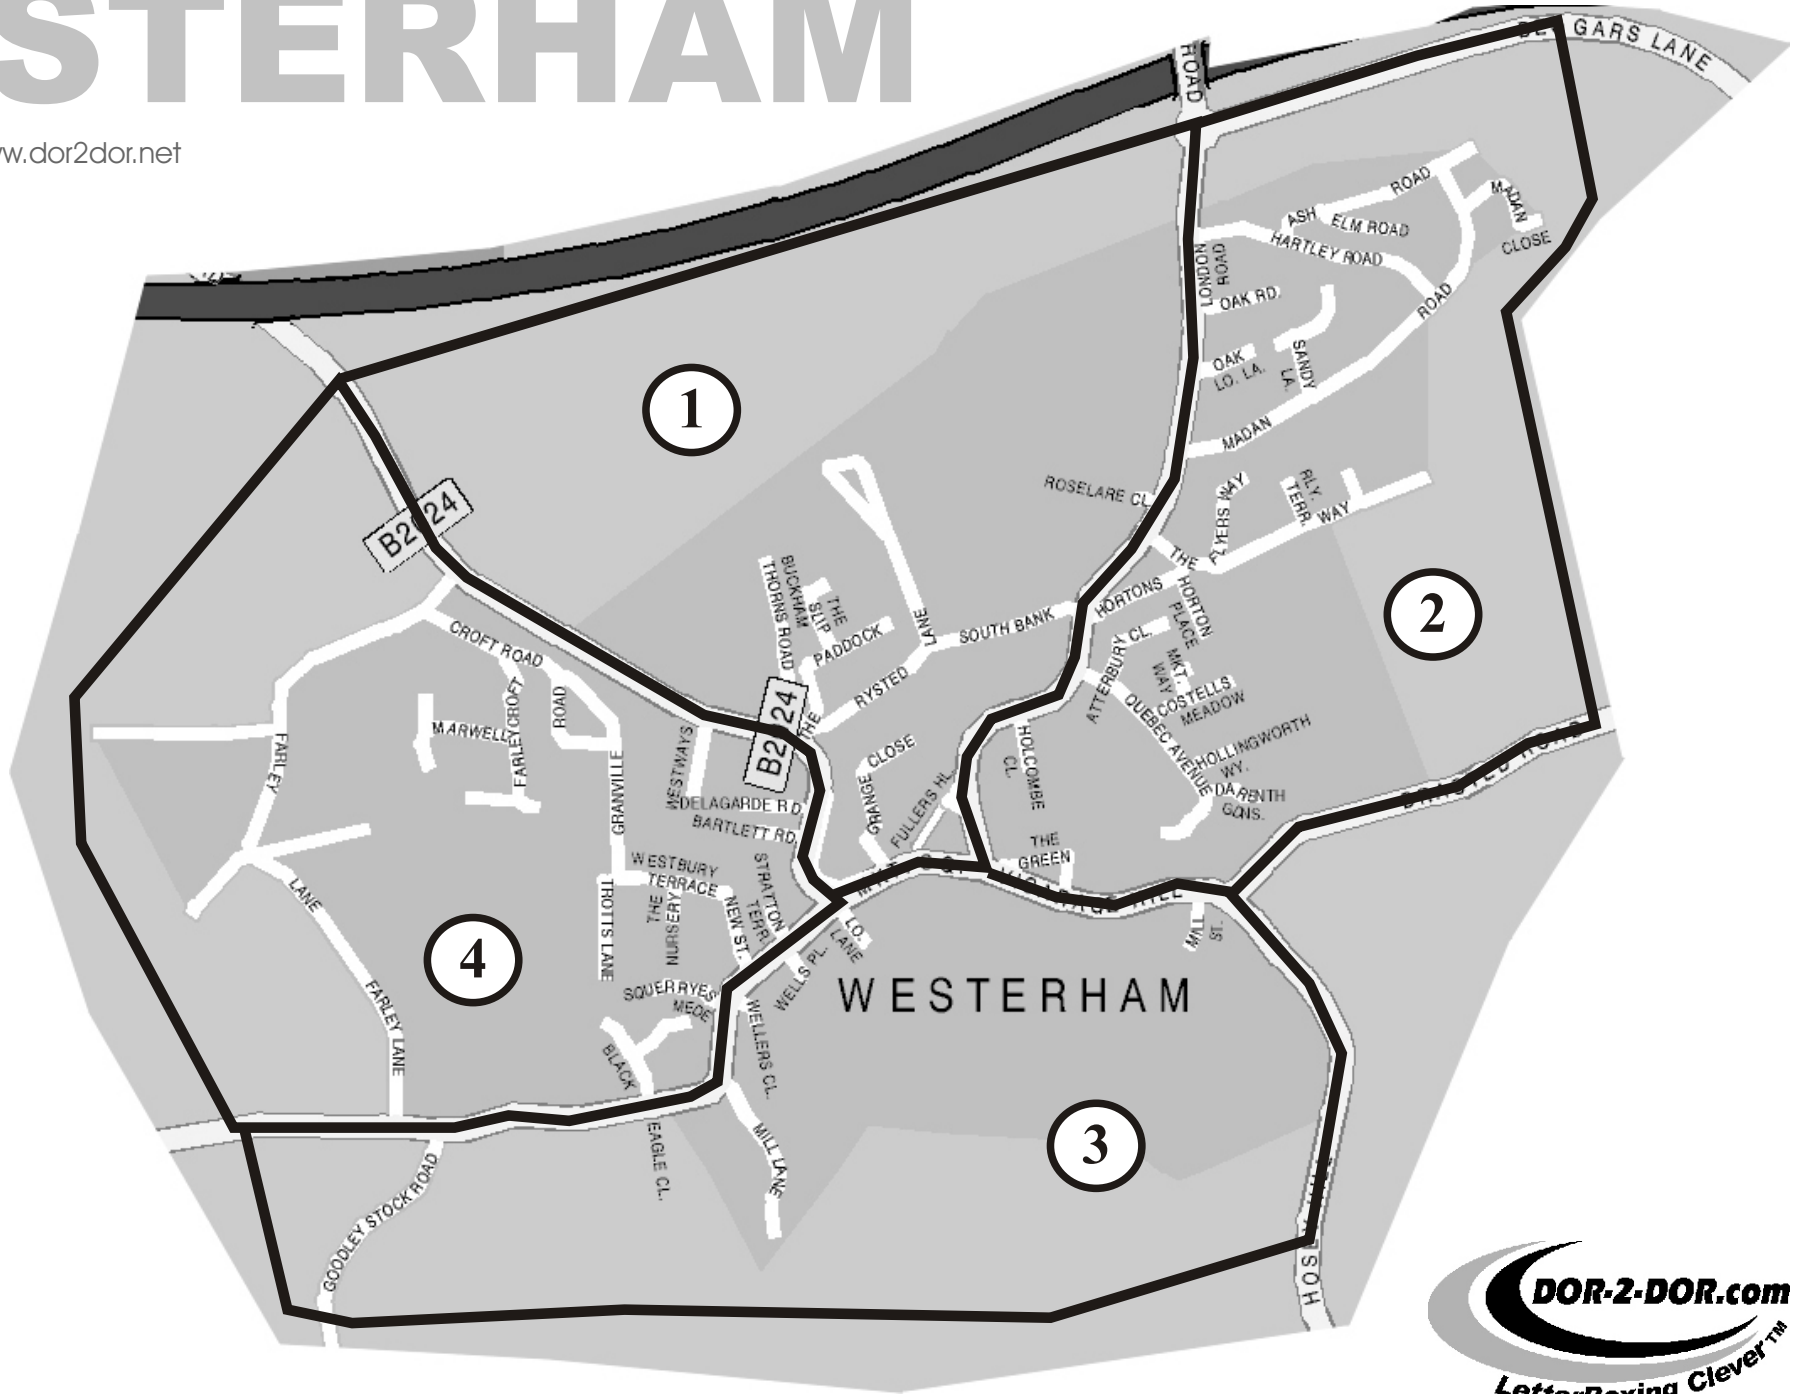 STERHAM
w.dor2dor.net
ROAD
GARS LANE
ROAD
MADAN
CLOSE
ASH
ELM ROAD
HARTLEY ROAD
LONDON
ROAD
OAK RD.
ROAD
OAK
LO. LA.
SANDY
LA.
1
MADAN
ROSELARE CL.
FLYERS WAY
RLY.
TERR.
WAY
THE
B2024
BUCKHAM
THORNS ROAD
THE
SLIP
PADDOCK
LANE
SOUTH BANK
HORTONS
HORTON
PLACE
2
CROFT ROAD
RYSTED
THE
ATTERBURY CL.
MKT.
WAY
COSTELLS
MEADOW
QUEBEC AVENUE
HOLLINGWORTH
WY.
DARENTH
GDNS.
MARWELL
FARLEYCROFT
ROAD
FARLEY
GRANVILLE
WESTWAYS
B2024
CLOSE
GRANGE
FULLERS HL.
HOLCOMBE
CL.
DELAGARDE RD.
BARTLETT RD.
THE
GREEN
WESTBURY
TERRACE
STRATTON
TERR.
LANE
TROTTS LANE
THE
NURSERY
NEW ST.
LO.
LANE
MILL
ST.
4
WELLS PL.
WESTERHAM
SQUERRYES
MEDE
FARLEY LANE
BLACK
EAGLE CL.
WELLERS CL.
MILL LANE
3
GOODLEY STOCK ROAD
HOS
DOR-2-DOR.com
LetterBoxing Clever™